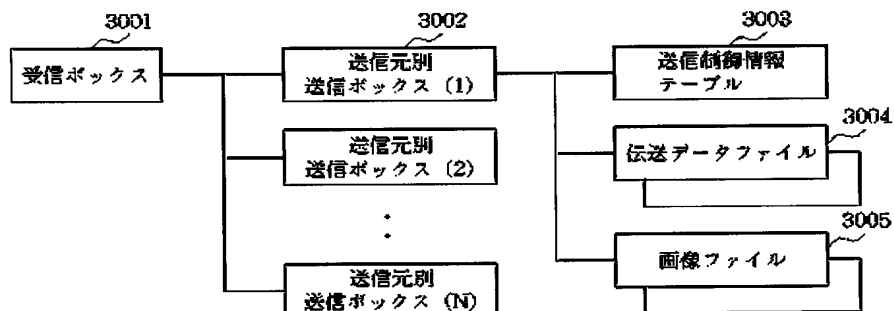 3001
受信ボックス
3002
送信元別
送信ボックス (1)
送信元別
送信ボックス (2)
送信元別
送信ボックス (N)
3003
送信制御情報
テーブル
3004
伝送データファイル
3005
画像ファイル